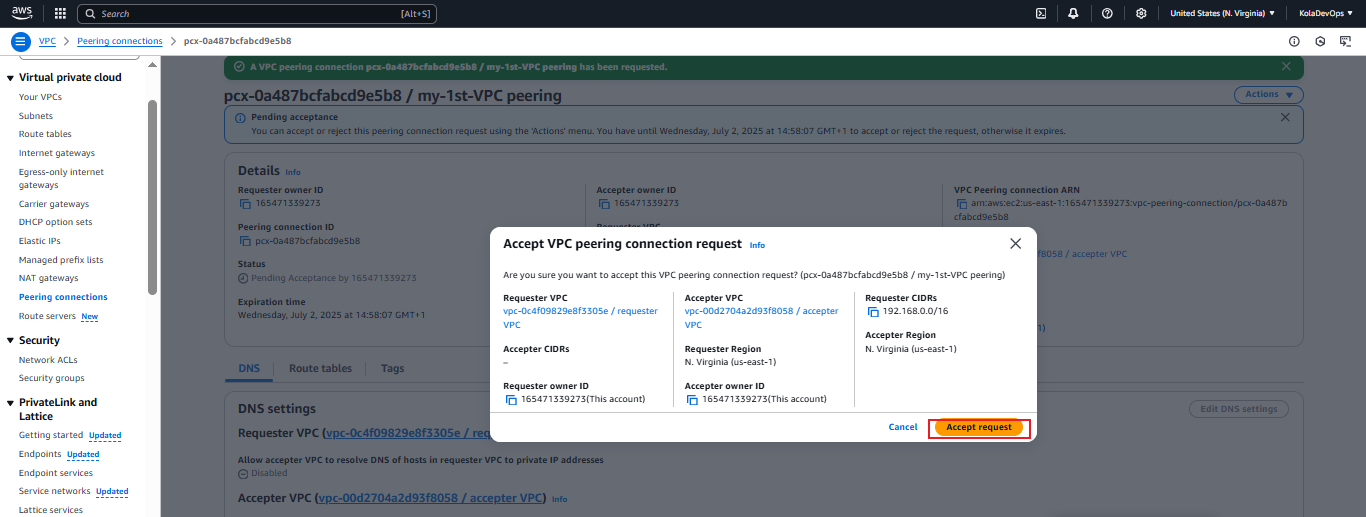 aws
Search [Alt+S]
United States (N. Virginia) ▼
KolaDevOps ▼
VPC > Peering connections > pcx-0a487bcfabcd9e5b8
▼ Virtual private cloud
Your VPCs
Subnets
Route tables
Internet gateways
Egress-only internet
gateways
Carrier gateways
DHCP option sets
Elastic IPs
Managed prefix lists
NAT gateways
Peering connections
Route servers New
▼ Security
Network ACLs
Security groups
▼ PrivateLink and
Lattice
Getting started Updated
Endpoints Updated
Endpoint services
Service networks Updated
Lattice services
A VPC peering connection pcx-0a487bcfabcd9e5b8 / my-1st-VPC peering has been requested.
pcx-0a487bcfabcd9e5b8 / my-1st-VPC peering
Actions ▼
Pending acceptance
You can accept or reject this peering connection request using the 'Actions' menu. You have until Wednesday, July 2, 2025 at 14:58:07 GMT+1 to accept or reject the request, otherwise it expires.
Details Info
Requester owner ID
165471339273
Peering connection ID
pcx-0a487bcfabcd9e5b8
Status
Pending Acceptance by 165471339273
Expiration time
Wednesday, July 2, 2025 at 14:58:07 GMT+1
Accepter owner ID
165471339273
VPC Peering connection ARN
arn:aws:ec2:us-east-1:165471339273:vpc-peering-connection/pcx-0a487
bcfabcd9e5b8
f8058 / accepter VPC
1)
Accept VPC peering connection request Info
Are you sure you want to accept this VPC peering connection request? (pcx-0a487bcfabcd9e5b8 / my-1st-VPC peering)
Requester VPC
vpc-0c4f09829e8f3305e / requester
VPC
Accepter CIDRs
–
Requester owner ID
165471339273(This account)
Accepter VPC
vpc-00d2704a2d93f8058 / accepter
VPC
Requester Region
N. Virginia (us-east-1)
Accepter owner ID
165471339273(This account)
Requester CIDRs
192.168.0.0/16
Accepter Region
N. Virginia (us-east-1)
Cancel
Accept request
DNS
Route tables
Tags
DNS settings
Edit DNS settings
Requester VPC (vpc-0c4f09829e8f3305e / req
Allow accepter VPC to resolve DNS of hosts in requester VPC to private IP addresses
Disabled
Accepter VPC (vpc-00d2704a2d93f8058 / accepter VPC) Info